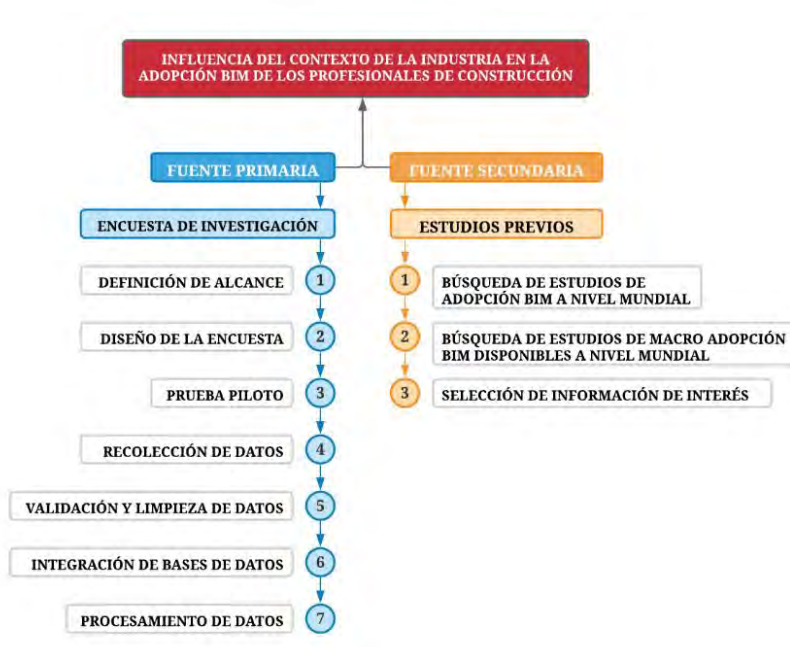 INFLUENCIA DEL CONTEXTO DE LA INDUSTRIA EN LA
ADOPCIÓN BIM DE LOS PROFESIONALES DE CONSTRUCCIÓN
FUENTE PRIMARIA
ENCUESTA DE INVESTIGACIÓN
DEFINICIÓN DE ALCANCE
1
DISEÑO DE LA ENCUESTA
2
PRUEBA PILOTO
3
RECOLECCIÓN DE DATOS
4
VALIDACIÓN Y LIMPIEZA DE DATOS
5
INTEGRACIÓN DE BASES DE DATOS
6
PROCESAMIENTO DE DATOS
7
FUENTE SECUNDARIA
ESTUDIOS PREVIOS
1
BÚSQUEDA DE ESTUDIOS DE
ADOPCIÓN BIM A NIVEL MUNDIAL
2
BÚSQUEDA DE ESTUDIOS DE MACRO ADOPCIÓN
BIM DISPONIBLES A NIVEL MUNDIAL
3
SELECCIÓN DE INFORMACIÓN DE INTERÉS